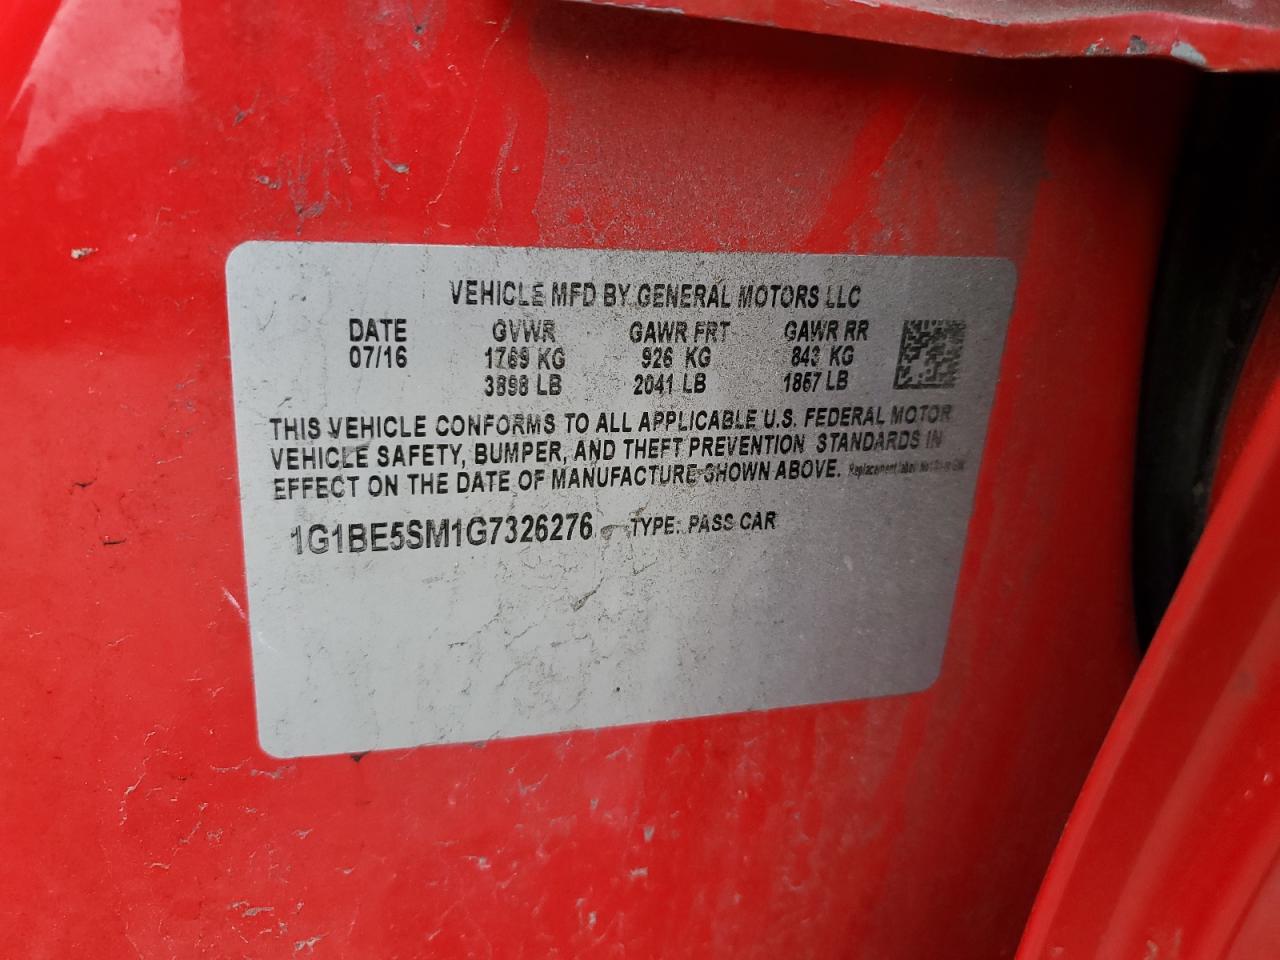 VEHICLE MFD BY GENERAL MOTORS LLC
DATE GVWR GAWR FRT GAWR RR
07/16 1769 KG 926 KG 843 KG
3898 LB 2041 LB 1857 LB
THIS VEHICLE CONFORMS TO ALL APPLICABLE U.S. FEDERAL MOTOR
VEHICLE SAFETY, BUMPER, AND THEFT PREVENTION STANDARDS IN
EFFECT ON THE DATE OF MANUFACTURE SHOWN ABOVE. Replacement label
1G1BE5SM1G7326276 TYPE: PASS CAR